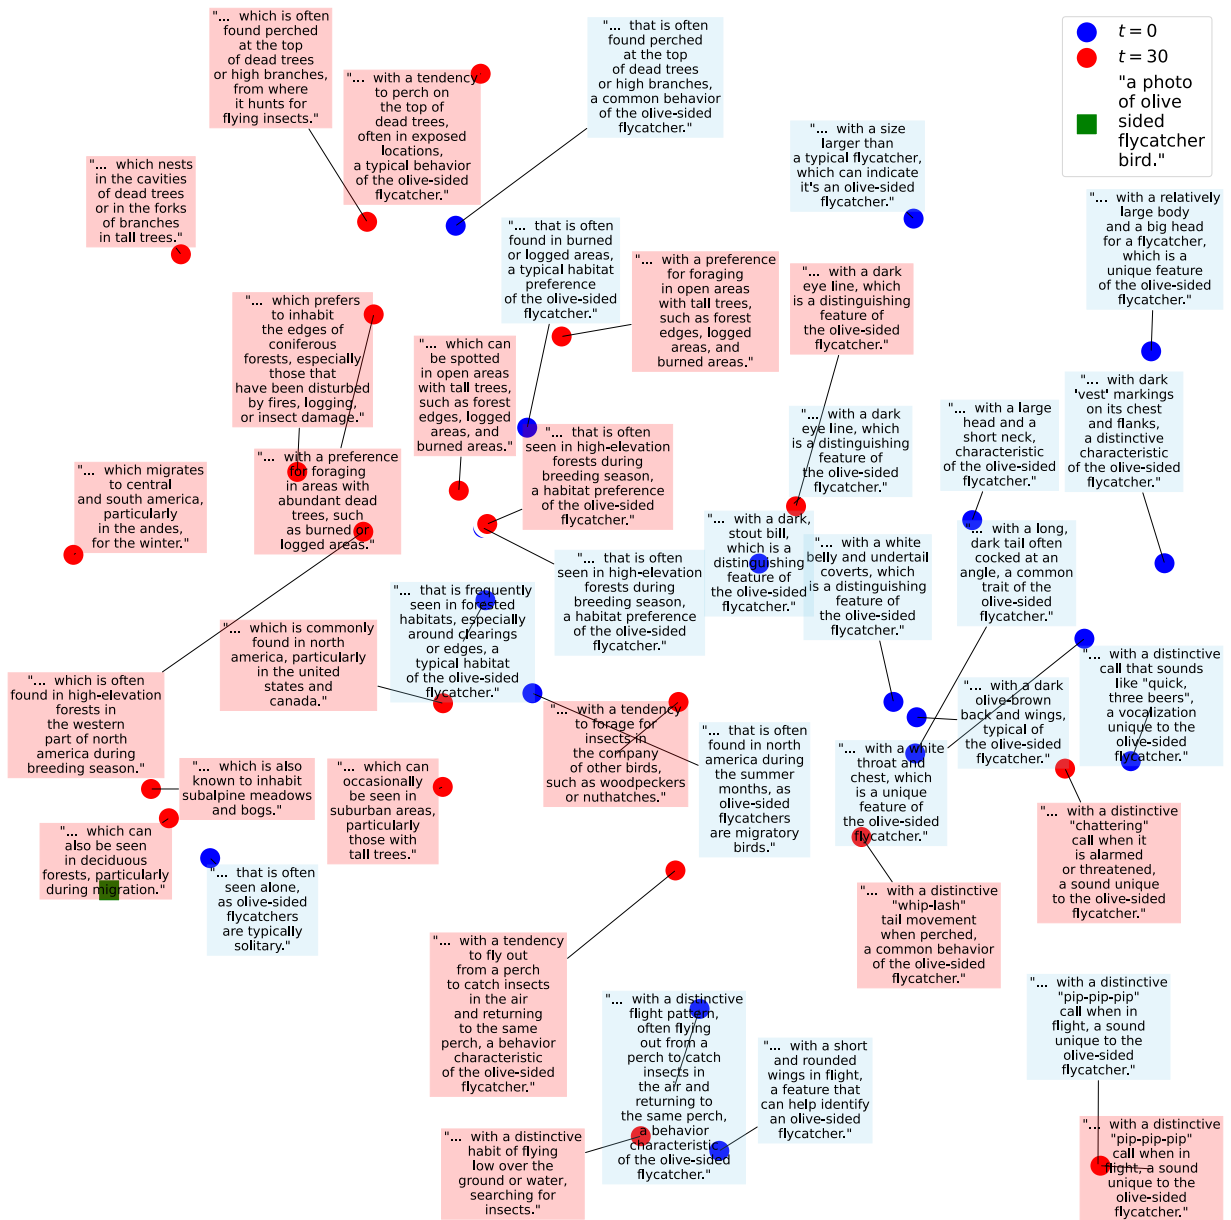 "... which is often
found perched
at the top
of dead trees
or high branches,
from where
it hunts for
flying insects."
"... with a tendency
to perch on
the top of
dead trees,
often in exposed
locations,
a typical behavior
of the olive-sided
flycatcher."
"... that is often
found perched
at the top
of dead trees
or high branches,
a common behavior
of the olive-sided
flycatcher."
t = 0
t = 30
"a photo
of olive
sided
flycatcher
bird."
"... with a size
larger than
a typical flycatcher,
which can indicate
it's an olive-sided
flycatcher."
"... which nests
in the cavities
of dead trees
or in the forks
of branches
in tall trees."
"... with a relatively
large body
and a big head
for a flycatcher,
which is a
unique feature
of the olive-sided
flycatcher."
"... that is often
found in burned
or logged areas,
a typical habitat
preference
of the olive-sided
flycatcher."
"... with a preference
for foraging
in open areas
with tall trees,
such as forest
edges, logged
areas, and
burned areas."
"... with a dark
eye line, which
is a distinguishing
feature of
the olive-sided
flycatcher."
"... which prefers
to inhabit
the edges of
coniferous
forests, especially
those that
have been disturbed
by fires, logging,
or insect damage."
"... which can
be spotted
in open areas
with tall trees,
such as forest
edges, logged
areas, and
burned areas."
"... with dark
'vest' markings
on its chest
and flanks,
a distinctive
characteristic
of the olive-sided
flycatcher."
"... with a large
head and a
short neck,
characteristic
of the olive-sided
flycatcher."
"... with a dark
eye line, which
is a distinguishing
feature of
the olive-sided
flycatcher."
"... that is often
seen in high-elevation
forests during
breeding season,
a habitat preference
of the olive-sided
flycatcher."
"... with a preference
for foraging
in areas with
abundant dead
trees, such
as burned or
logged areas."
"... which migrates
to central
and south america,
particularly
in the andes,
for the winter."
"... with a dark,
stout bill,
which is a
distinguishing
feature of
the olive-sided
flycatcher."
"... with a long,
dark tail often
cocked at an
angle, a common
trait of the
olive-sided
flycatcher."
"... with a white
belly and undertail
coverts, which
is a distinguishing
feature of
the olive-sided
flycatcher."
"... that is often
seen in high-elevation
forests during
breeding season,
a habitat preference
of the olive-sided
flycatcher."
"... that is frequently
seen in forested
habitats, especially
around clearings
or edges, a
typical habitat
of the olive-sided
flycatcher."
"... which is commonly
found in north
america, particularly
in the united
states and
canada."
"... with a distinctive
call that sounds
like "quick,
three beers",
a vocalization
unique to the
olive-sided
flycatcher."
"... which is often
found in high-elevation
forests in
the western
part of north
america during
breeding season."
"... with a dark
olive-brown
back and wings,
typical of
the olive-sided
flycatcher."
"... with a tendency
to forage for
insects in
the company
of other birds,
such as woodpeckers
or nuthatches."
"... that is often
found in north
america during
the summer
months, as
olive-sided
flycatchers
are migratory
birds."
"... with a white
throat and
chest, which
is a unique
feature of
the olive-sided
flycatcher."
"... which is also
known to inhabit
subalpine meadows
and bogs."
"... which can
occasionally
be seen in
suburban areas,
particularly
those with
tall trees."
"... with a distinctive
"chattering"
call when it
is alarmed
or threatened,
a sound unique
to the olive-sided
flycatcher."
"... which can
also be seen
in deciduous
forests, particularly
during migration."
"... that is often
seen alone,
as olive-sided
flycatchers
are typically
solitary."
"... with a distinctive
"whip-lash"
tail movement
when perched,
a common behavior
of the olive-sided
flycatcher."
"... with a tendency
to fly out
from a perch
to catch insects
in the air
and returning
to the same
perch, a behavior
characteristic
of the olive-sided
flycatcher."
"... with a distinctive
"pip-pip-pip"
call when in
flight, a sound
unique to the
olive-sided
flycatcher."
"... with a distinctive
flight pattern,
often flying
out from a
perch to catch
insects in
the air and
returning to
the same perch,
a behavior
characteristic
of the olive-sided
flycatcher."
"... with a short
and rounded
wings in flight,
a feature that
can help identify
an olive-sided
flycatcher."
"... with a distinctive
"pip-pip-pip"
call when in
flight, a sound
unique to the
olive-sided
flycatcher."
"... with a distinctive
habit of flying
low over the
ground or water,
searching for
insects."